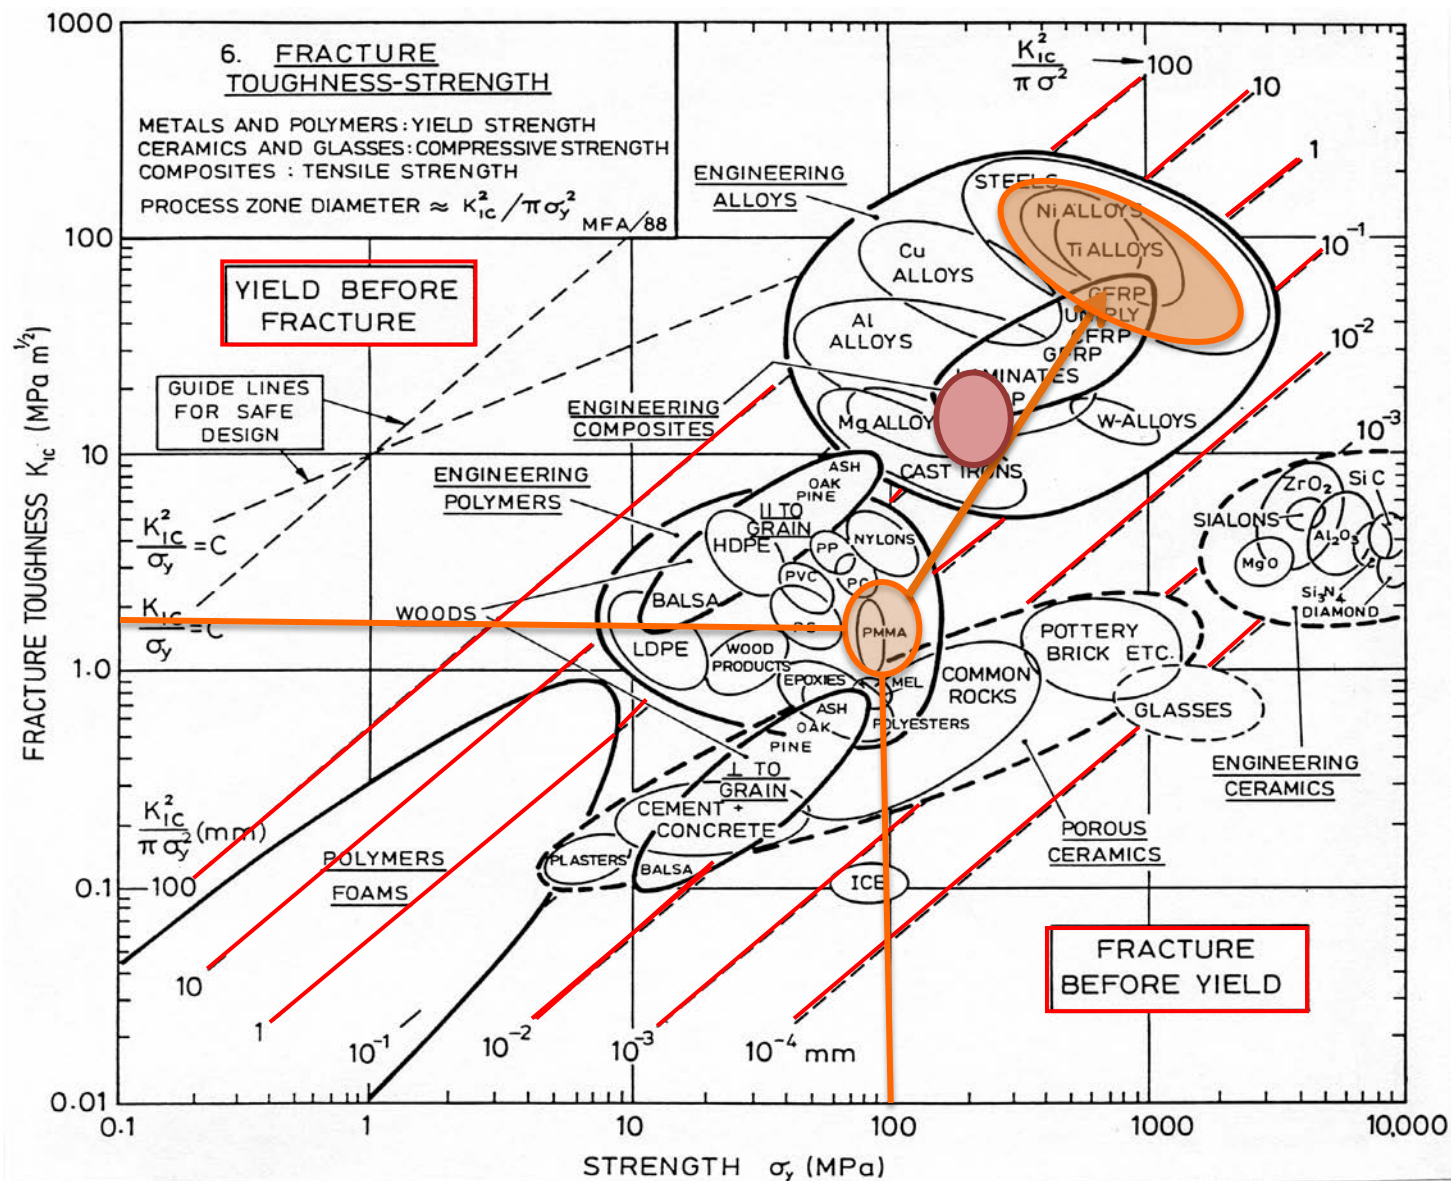 1000
6. FRACTURE
TOUGHNESS-STRENGTH
METALS AND POLYMERS: YIELD STRENGTH
CERAMICS AND GLASSES: COMPRESSIVE STRENGTH
COMPOSITES : TENSILE STRENGTH
PROCESS ZONE DIAMETER ≈ K²IC/πσy²
MFA/88
K²IC/πσ²
100
10
1
10⁻¹
10⁻²
10⁻³
ENGINEERING
ALLOYS
STEELS
Ni ALLOYS
Ti ALLOYS
Cu
ALLOYS
100
YIELD BEFORE
FRACTURE
Al
ALLOYS
GFRP
CFRP
GFRP
GUIDE LINES
FOR SAFE
DESIGN
ENGINEERING
COMPOSITES
Mg
W-ALLOYS
CAST IRONS
10
FRACTURE TOUGHNESS KIC (MPa m^1/2)
ENGINEERING
POLYMERS
ASH
OAK
PINE
II TO
GRAIN
K²IC/σy =C
KIC/σy =C
HDPE
PP
NYLONS
PVC
PC
ZrO₂
SiC
SIALONS
Al₂O₃
MgO
Si₃N₄
DIAMOND
WOODS
BALSA
PMMA
LDPE
WOOD
PRODUCTS
POTTERY
BRICK ETC.
1.0
EPOXIES
MEL
COMMON
ROCKS
ASH
OAK
PINE
POLYESTERS
GLASSES
⊥ TO
GRAIN
ENGINEERING
CERAMICS
CEMENT +
CONCRETE
POROUS
CERAMICS
K²IC/πσy² (mm)
100
POLYMERS
FOAMS
PLASTERS
BALSA
ICE
0.1
FRACTURE
BEFORE YIELD
10
1
10⁻¹
10⁻²
10⁻³
10⁻⁴ mm
0.01
0.1
1
10
100
1000
10,000
STRENGTH σy (MPa)